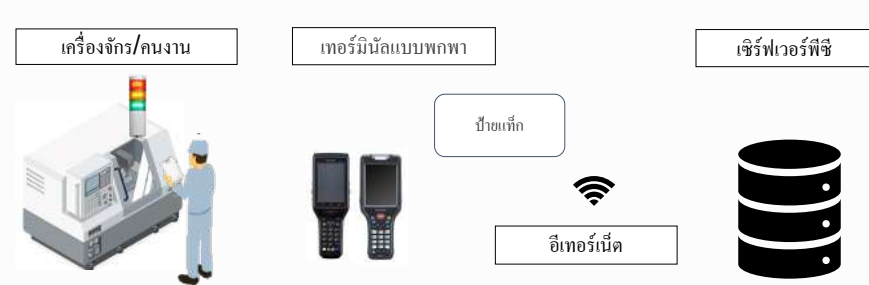 เครื่องจักร/คนงาน
เทอร์มินัลแบบพกพา
เซิร์ฟเวอร์พีซี
ป้ายแท็ก
อีเทอร์เน็ต